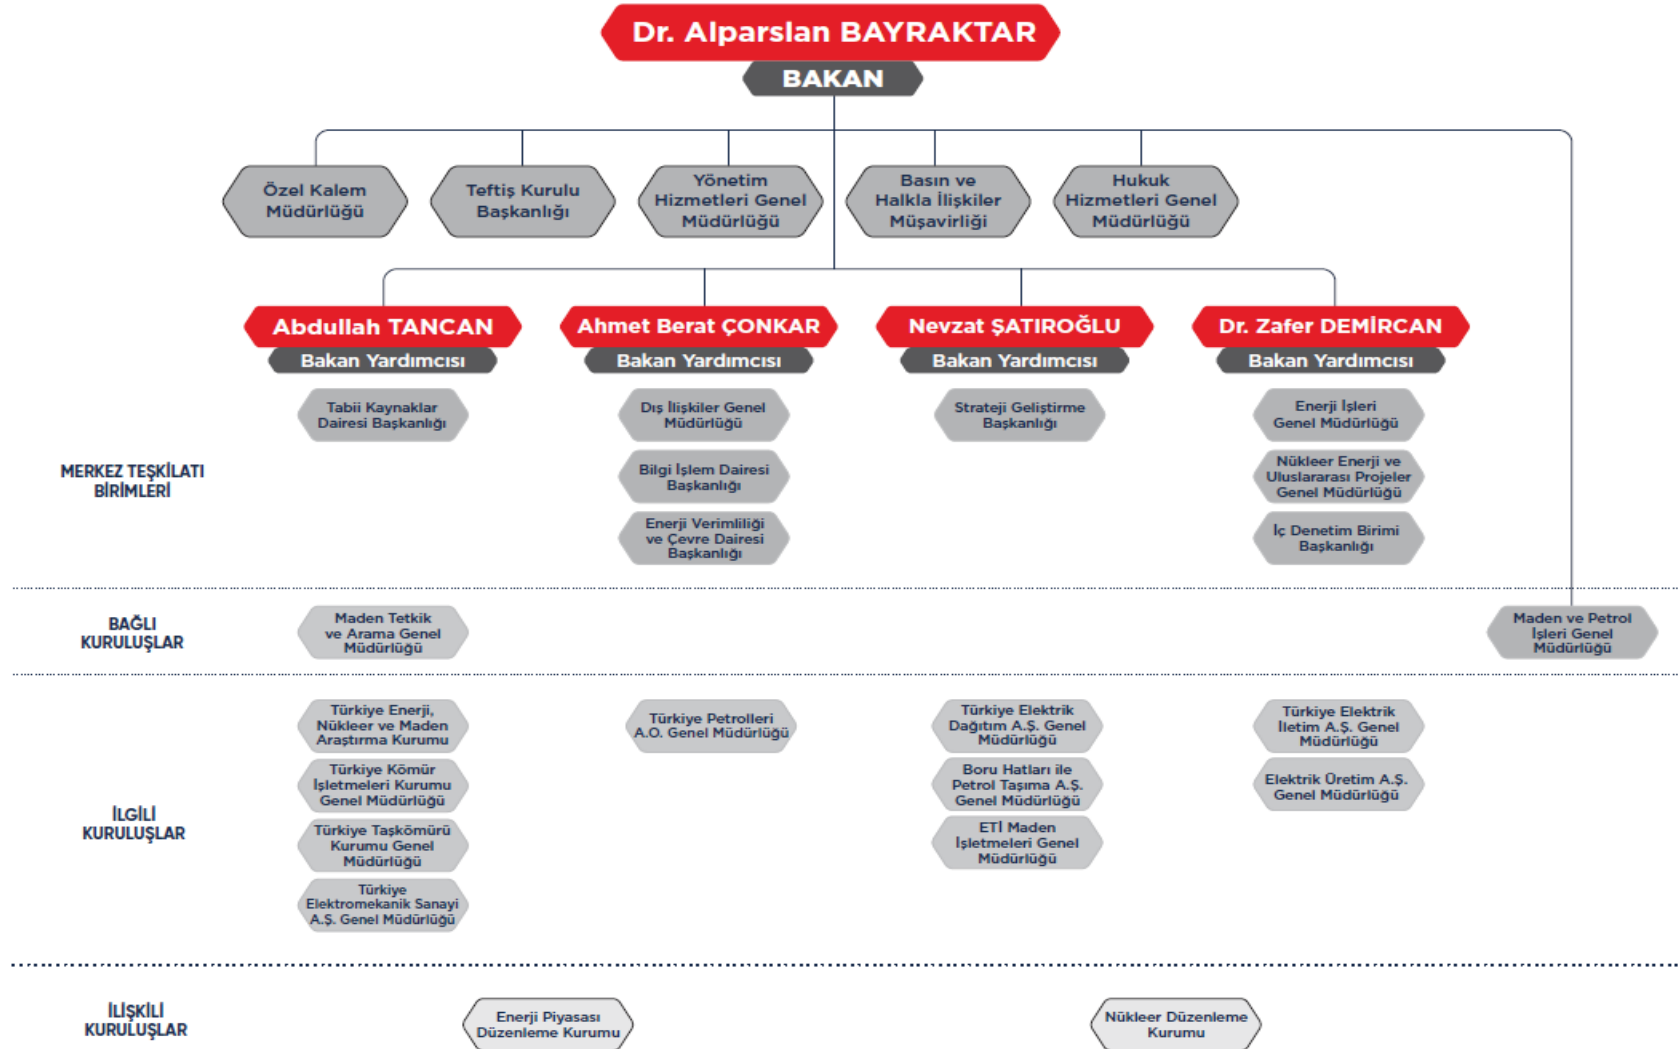 Dr. Alparslan BAYRAKTAR
BAKAN
Özel Kalem
Müdürlüğü
Teftiş Kurulu
Başkanlığı
Yönetim
Hizmetleri Genel
Müdürlüğü
Basın ve
Halkla İlişkiler
Müşavirliği
Hukuk
Hizmetleri Genel
Müdürlüğü
Abdullah TANCAN
Bakan Yardımcısı
Ahmet Berat ÇONKAR
Bakan Yardımcısı
Nevzat ŞATIROĞLU
Bakan Yardımcısı
Dr. Zafer DEMİRCAN
Bakan Yardımcısı
MERKEZ TEŞKİLATI
BİRİMLERİ
Tabii Kaynaklar
Dairesi Başkanlığı
Dış İlişkiler Genel
Müdürlüğü
Bilgi İşlem Dairesi
Başkanlığı
Enerji Verimliliği
ve Çevre Dairesi
Başkanlığı
Strateji Geliştirme
Başkanlığı
Enerji İşleri
Genel Müdürlüğü
Nükleer Enerji ve
Uluslararası Projeler
Genel Müdürlüğü
İç Denetim Birimi
Başkanlığı
BAĞLI
KURULUŞLAR
Maden Tetkik
ve Arama Genel
Müdürlüğü
Maden ve Petrol
İşleri Genel
Müdürlüğü
İLGİLİ
KURULUŞLAR
Türkiye Enerji,
Nükleer ve Maden
Araştırma Kurumu
Türkiye Kömür
İşletmeleri Kurumu
Genel Müdürlüğü
Türkiye Taşkömürü
Kurumu Genel
Müdürlüğü
Türkiye
Elektromekanik Sanayi
A.Ş. Genel Müdürlüğü
Türkiye Petrolleri
A.O. Genel Müdürlüğü
Türkiye Elektrik
Dağıtım A.Ş. Genel
Müdürlüğü
Boru Hatları ile
Petrol Taşıma A.Ş.
Genel Müdürlüğü
ETİ Maden
İşletmeleri Genel
Müdürlüğü
Türkiye Elektrik
İletim A.Ş. Genel
Müdürlüğü
Elektrik Üretim A.Ş.
Genel Müdürlüğü
İLİŞKİLİ
KURULUŞLAR
Enerji Piyasası
Düzenleme Kurumu
Nükleer Düzenleme
Kurumu